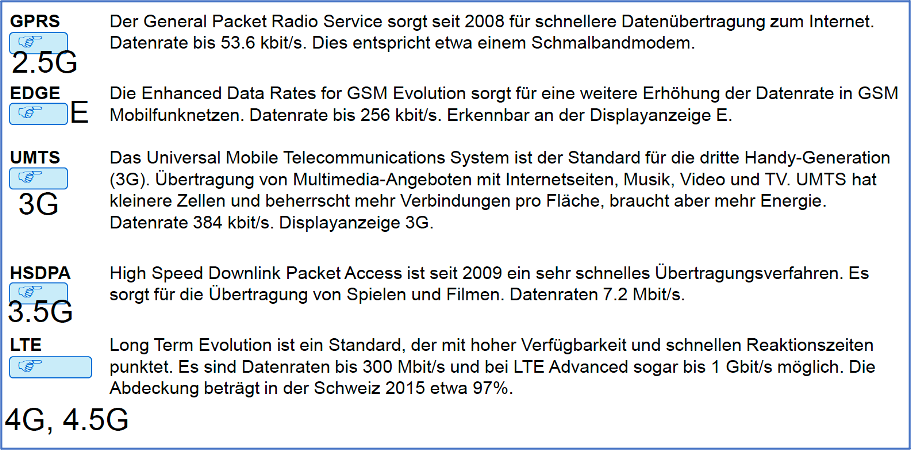 GPRS
Der General Packet Radio Service sorgt seit 2008 für schnellere Datenübertragung zum Internet.
Datenrate bis 53.6 kbit/s. Dies entspricht etwa einem Schmalbandmodem.
2.5G
EDGE
Die Enhanced Data Rates for GSM Evolution sorgt für eine weitere Erhöhung der Datenrate in GSM
Mobilfunknetzen. Datenrate bis 256 kbit/s. Erkennbar an der Displayanzeige E.
E
UMTS
Das Universal Mobile Telecommunications System ist der Standard für die dritte Handy-Generation
(3G). Übertragung von Multimedia-Angeboten mit Internetseiten, Musik, Video und TV. UMTS hat
kleinere Zellen und beherrscht mehr Verbindungen pro Fläche, braucht aber mehr Energie.
Datenrate 384 kbit/s. Displayanzeige 3G.
3G
HSDPA
High Speed Downlink Packet Access ist seit 2009 ein sehr schnelles Übertragungsverfahren. Es
sorgt für die Übertragung von Spielen und Filmen. Datenraten 7.2 Mbit/s.
3.5G
LTE
Long Term Evolution ist ein Standard, der mit hoher Verfügbarkeit und schnellen Reaktionszeiten
punktet. Es sind Datenraten bis 300 Mbit/s und bei LTE Advanced sogar bis 1 Gbit/s möglich. Die
Abdeckung beträgt in der Schweiz 2015 etwa 97%.
4G, 4.5G